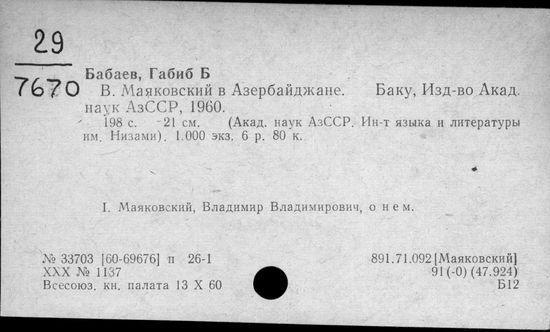 29
7670
Бабаев, Габиб Б
В. Маяковский в Азербайджане. Баку, Изд-во Акад.
наук АзССР, 1960.
198 с. 21 см. (Акад. наук АзССР. Ин-т языка и литературы
им. Низами). 1.000 экз. 6 р. 80 к.
I. Маяковский, Владимир Владимирович, о нем.
№ 33703 [60-69676] п 26-1 891.71.092 [Маяковский]
XXX № 1137 91(-0) (47.924)
Всесоюз. кн. палата 13 X 60 Б12